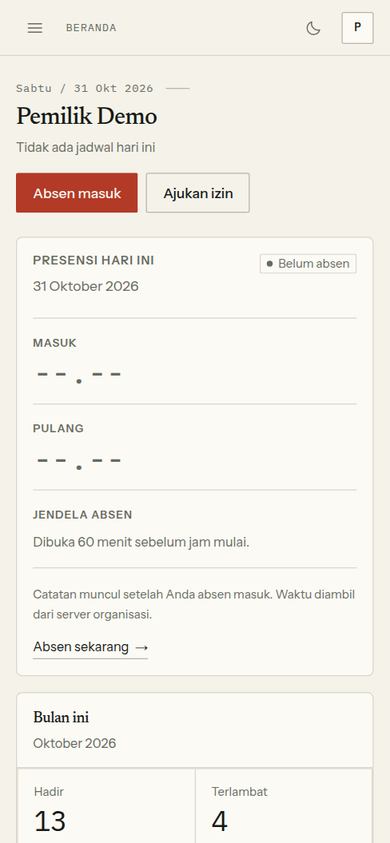 BERANDA
P
Sabtu / 31 Okt 2026
Pemilik Demo
Tidak ada jadwal hari ini
Absen masuk
Ajukan izin
PRESENSI HARI INI
Belum absen
31 Oktober 2026
MASUK
--.--
PULANG
--.--
JENDELA ABSEN
Dibuka 60 menit sebelum jam mulai.
Catatan muncul setelah Anda absen masuk. Waktu diambil
dari server organisasi.
Absen sekarang →
Bulan ini
Oktober 2026
Hadir
Terlambat
13
4